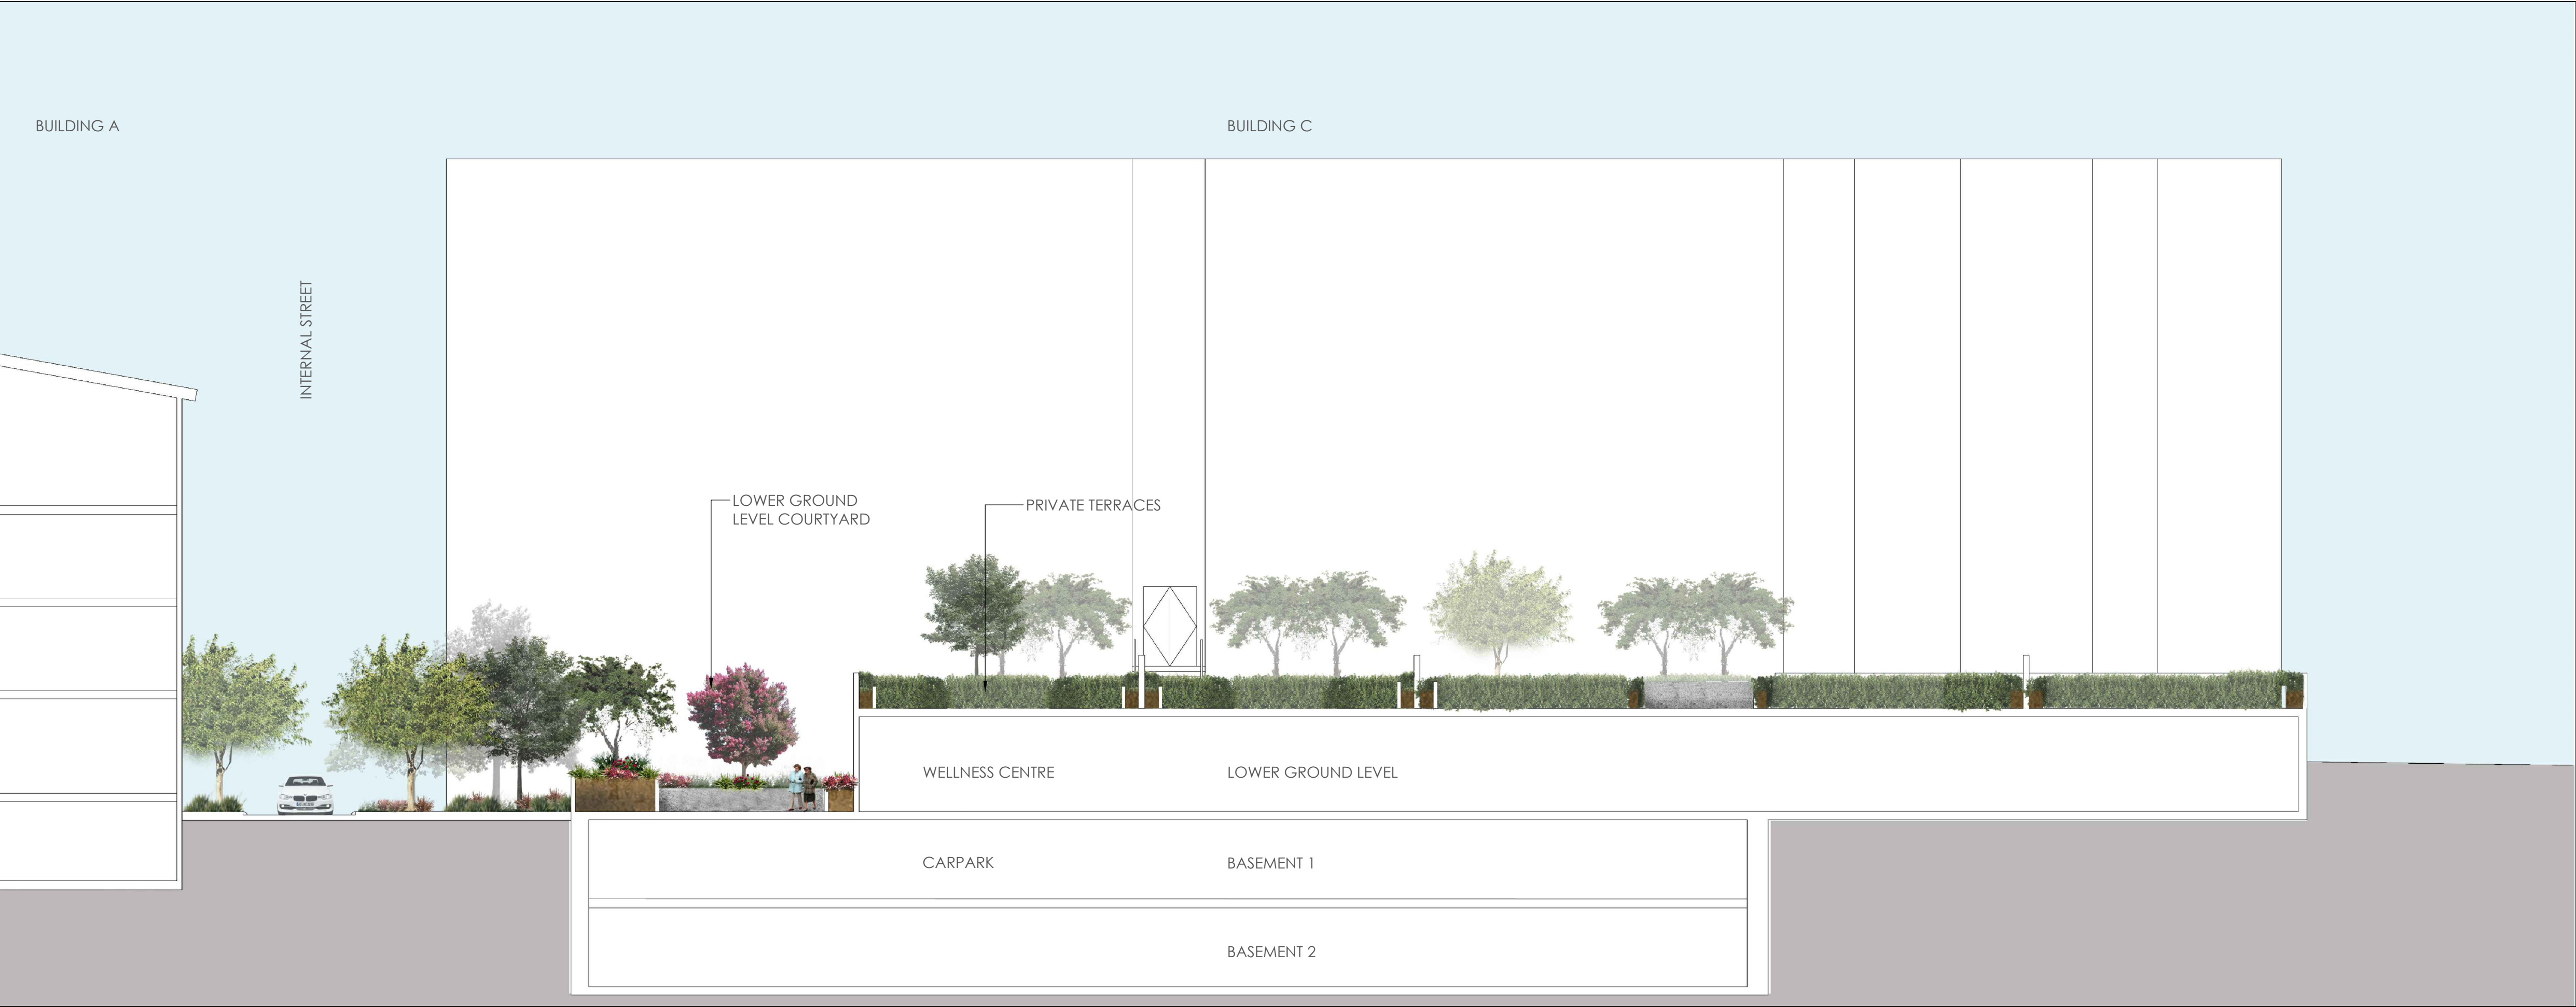 BUILDING A
BUILDING C
INTERNAL STREET
LOWER GROUND
LEVEL COURTYARD
PRIVATE TERRACES
WELLNESS CENTRE
LOWER GROUND LEVEL
CARPARK
BASEMENT 1
BASEMENT 2